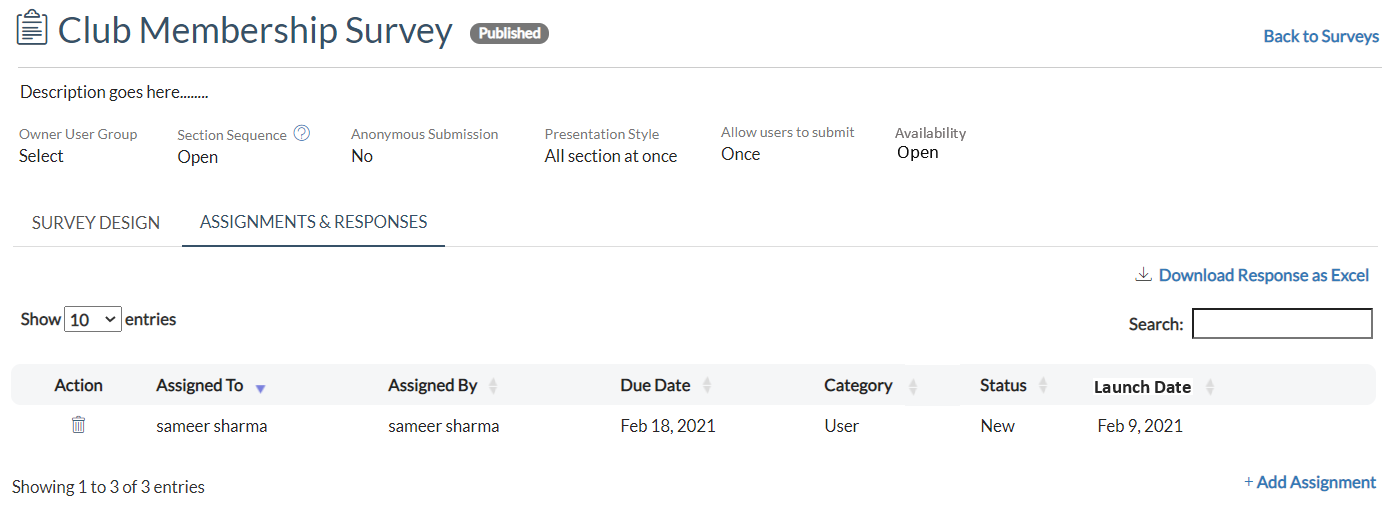 Club Membership Survey Published
Back to Surveys
Description goes here........
Owner User Group Section Sequence ? Anonymous Submission Presentation Style Allow users to submit Availability
Select Open No All section at once Once Open
SURVEY DESIGN ASSIGNMENTS & RESPONSES
Download Response as Excel
Show 10 entries
Search:
Action Assigned To Assigned By Due Date Category Status Launch Date
sameer sharma sameer sharma Feb 18, 2021 User New Feb 9, 2021
Showing 1 to 3 of 3 entries
+ Add Assignment